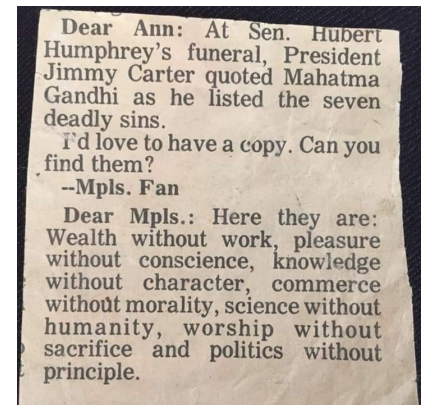 Dear Ann: At Sen. Hubert
Humphrey's funeral, President
Jimmy Carter quoted Mahatma
Gandhi as he listed the seven
deadly sins.
I'd love to have a copy. Can you
find them?
--Mpls. Fan
Dear Mpls.: Here they are:
Wealth without work, pleasure
without conscience, knowledge
without character, commerce
without morality, science without
humanity, worship without
sacrifice and politics without
principle.